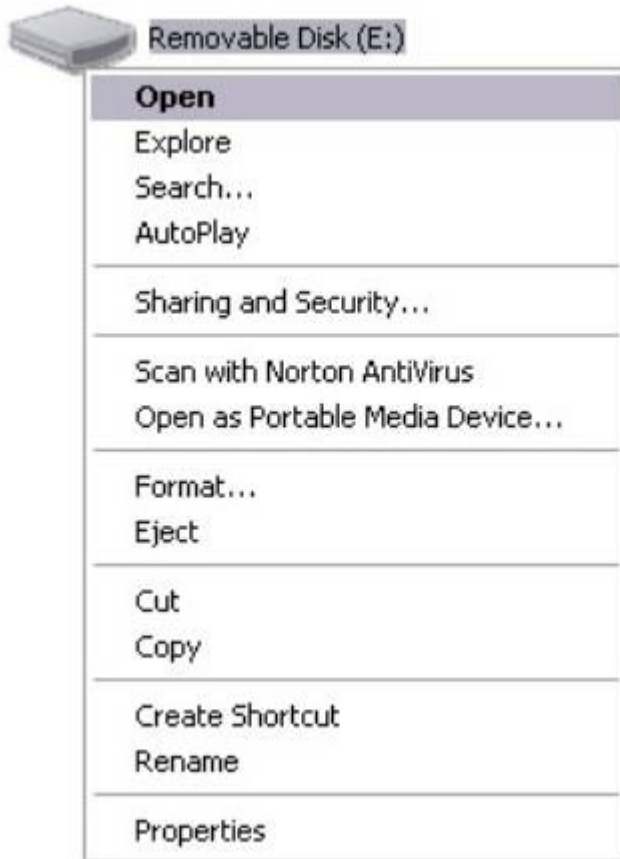 Removable Disk (E:)
Open
Explore
Search...
AutoPlay
Sharing and Security...
Scan with Norton AntiVirus
Open as Portable Media Device...
Format...
Eject
Cut
Copy
Create Shortcut
Rename
Properties